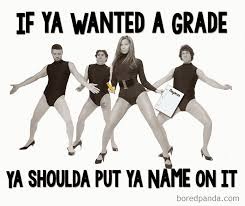 IF YA WANTED A GRADE
YA SHOULDA PUT YA NAME ON IT
boredpanda.com